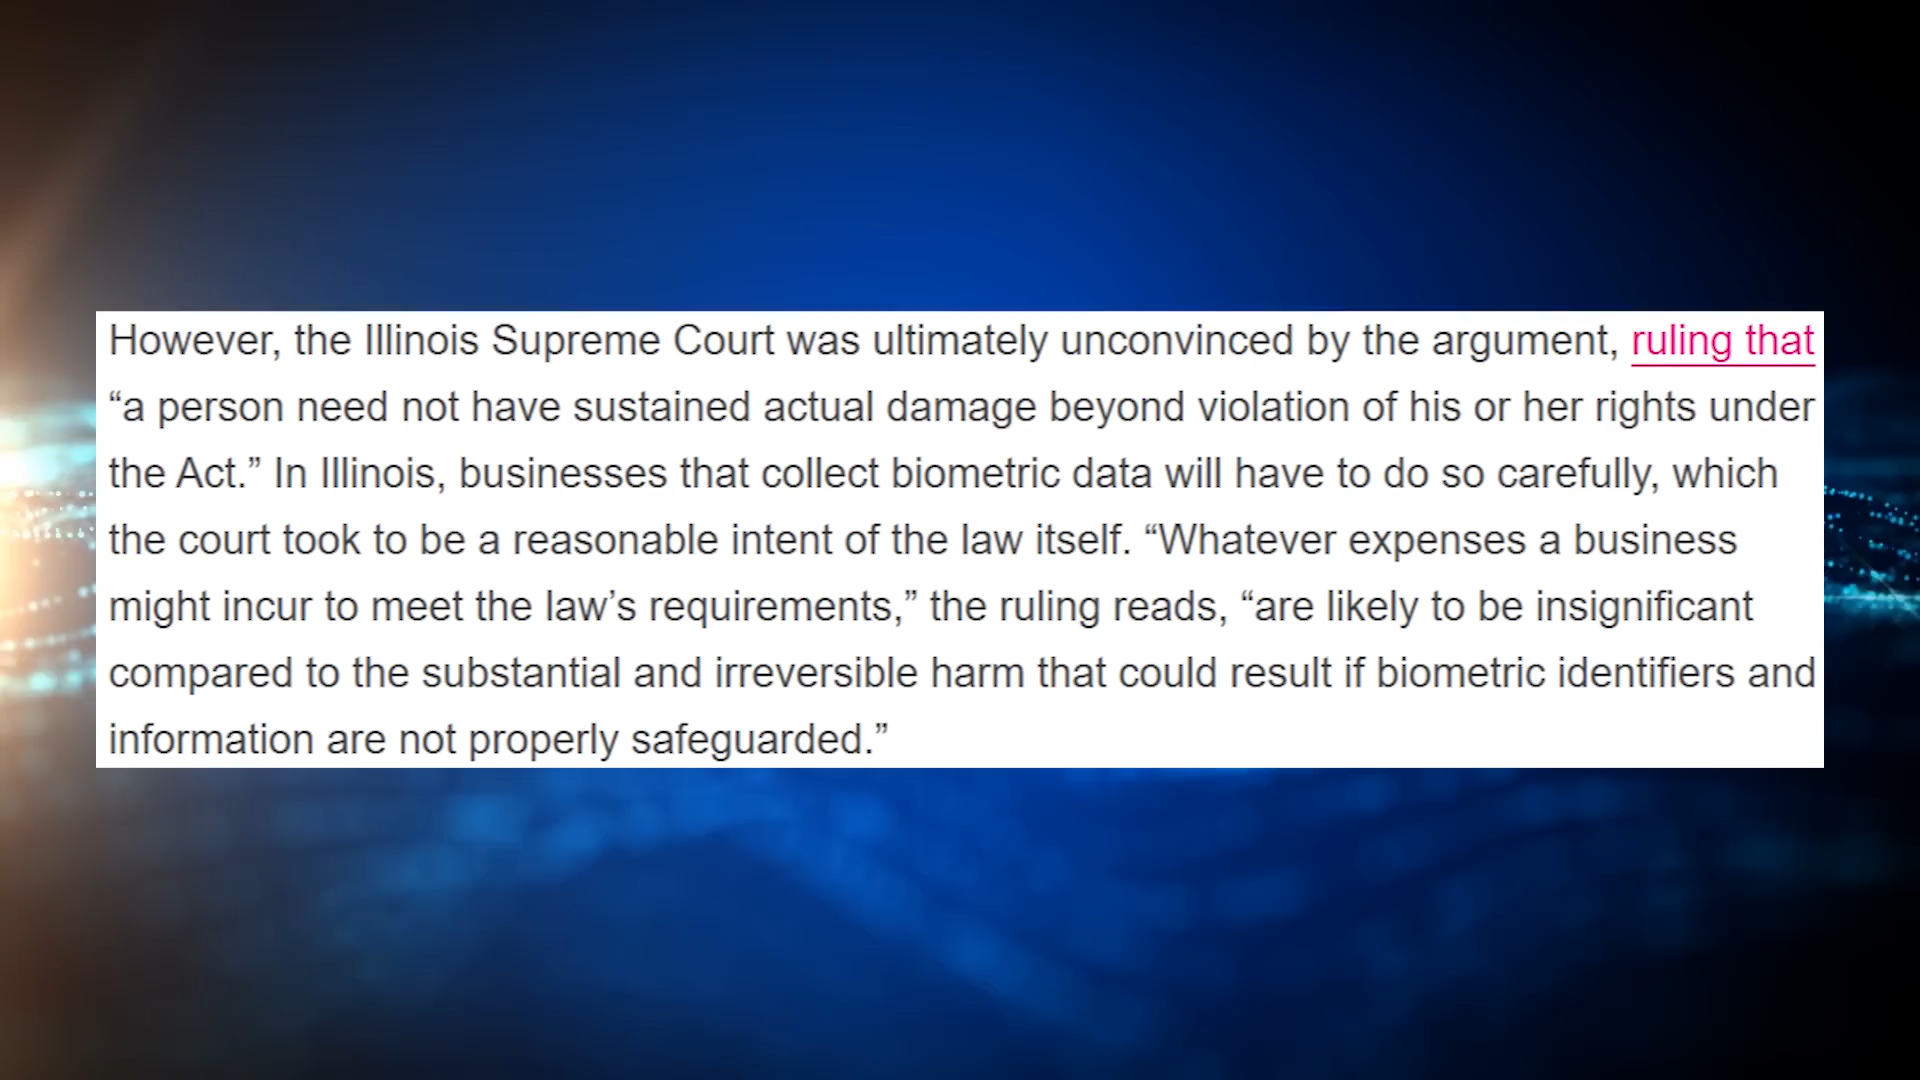 However, the Illinois Supreme Court was ultimately unconvinced by the argument, ruling that
“a person need not have sustained actual damage beyond violation of his or her rights under
the Act.” In Illinois, businesses that collect biometric data will have to do so carefully, which
the court took to be a reasonable intent of the law itself. “Whatever expenses a business
might incur to meet the law’s requirements,” the ruling reads, “are likely to be insignificant
compared to the substantial and irreversible harm that could result if biometric identifiers and
information are not properly safeguarded.”